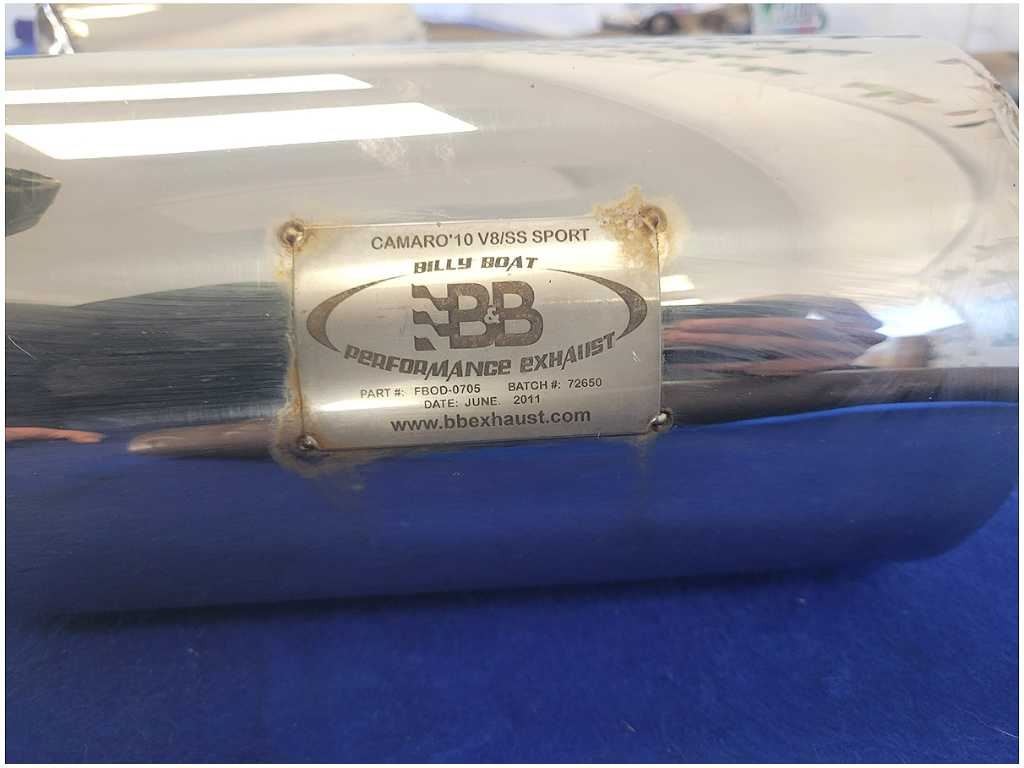 CAMARO'10 V8/SS SPORT
BILLY BOAT
B&B
PERFORMANCE EXHAUST
PART #: FBOD-0705 BATCH #: 72650
DATE: JUNE. 2011
www.bbexhaust.com